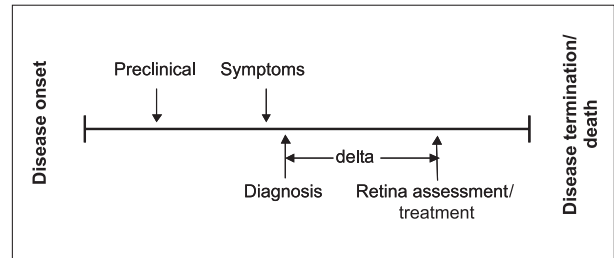 Disease onset
Preclinical
Symptoms
delta
Diagnosis
Retina assessment/
treatment
Disease termination/
death